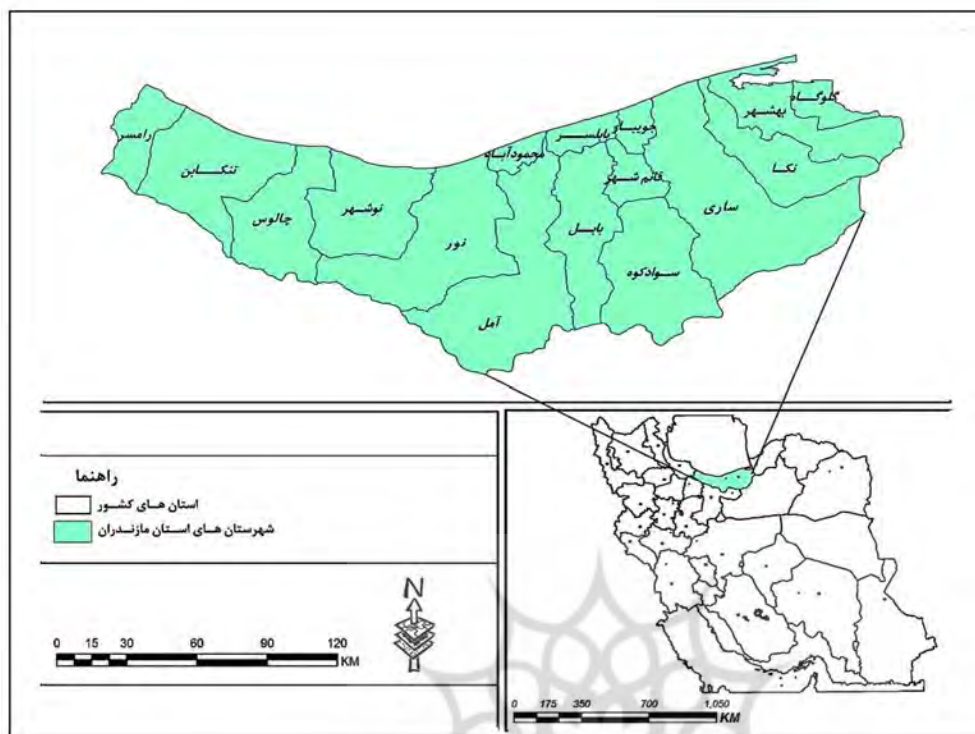 گلوگاه
بهشهر
رامسر
جویبار
بابلسر
محمودآباد
نکا
تنکابن
قائم شهر
ساری
نوشهر
چالوس
بابل
نور
سوادکوه
آمل
راهنما
استان های کشور
شهرستان های استان مازندران
N
0 15 30 60 90 120
KM
0 175 350 700 1,050
KM